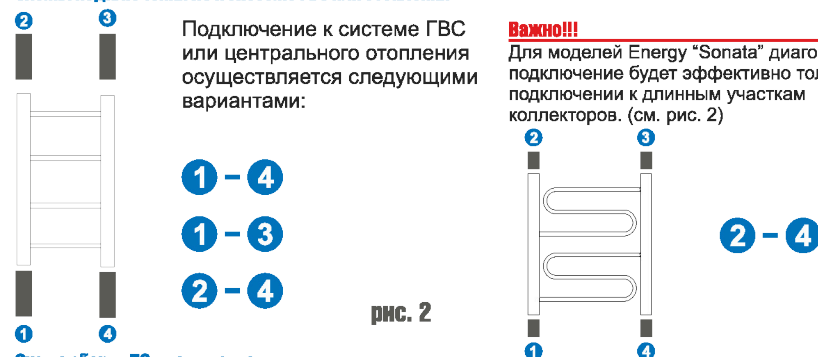 2 3
Подключение к системе ГВС
или центрального отопления
осуществляется следующими
вариантами:
1 – 4
1 – 3
2 – 4
1 4
рнс. 2
Важно!!!
Для моделей Energy “Sonata”
подключение будет эффективно
подключении к длинным участкам
коллекторов. (см. рис. 2)
2 3
2 – 4
1 4